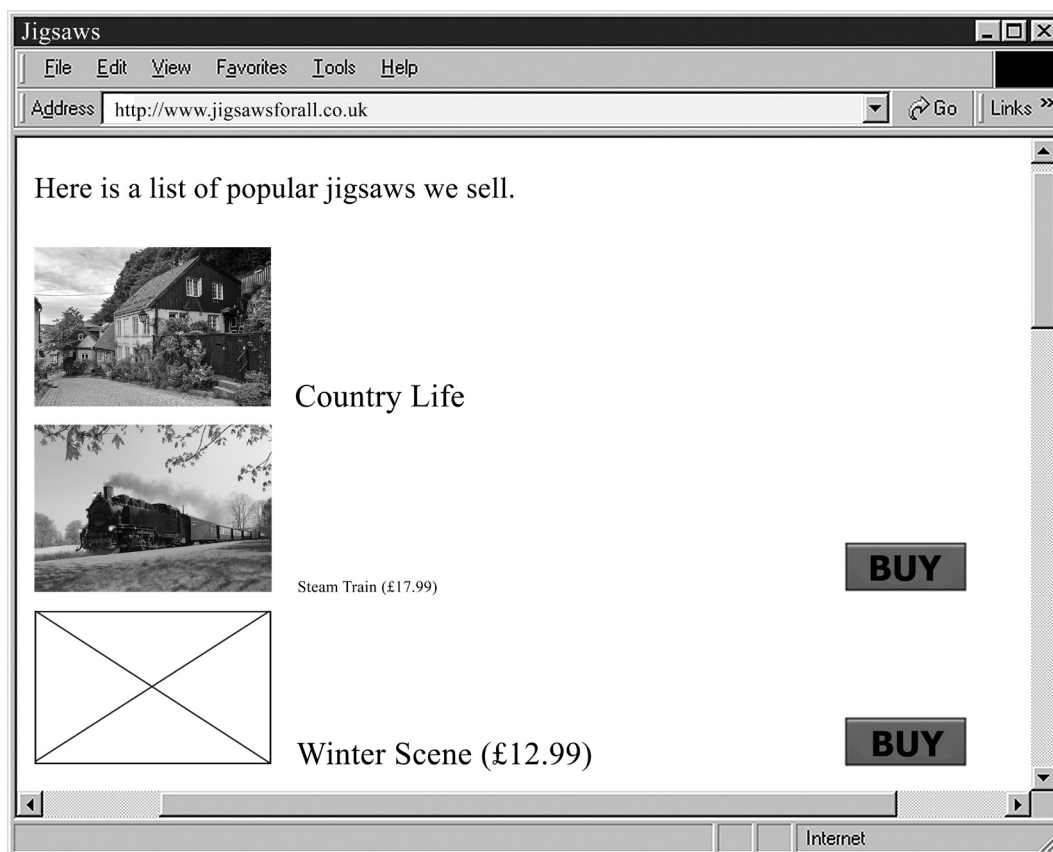 Jigsaws
File Edit View Favorites Tools Help
Address http://www.jigsawsforall.co.uk Go Links »
Here is a list of popular jigsaws we sell.
Country Life
Steam Train (£17.99) BUY
Winter Scene (£12.99) BUY
Internet